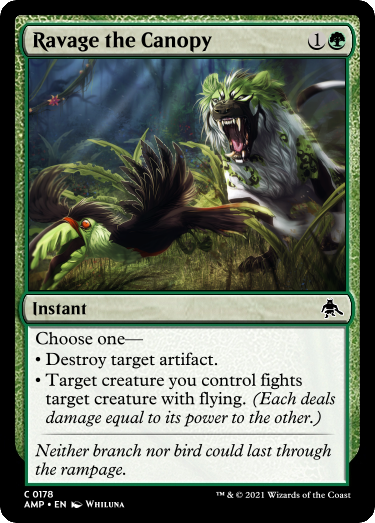 Ravage the Canopy 1
Instant
Choose one—
• Destroy target artifact.
• Target creature you control fights
target creature with flying. (Each deals
damage equal to its power to the other.)
Neither branch nor bird could last through
the rampage.
C 0178
AMP • EN Whiluna
™ & © 2021 Wizards of the Coast